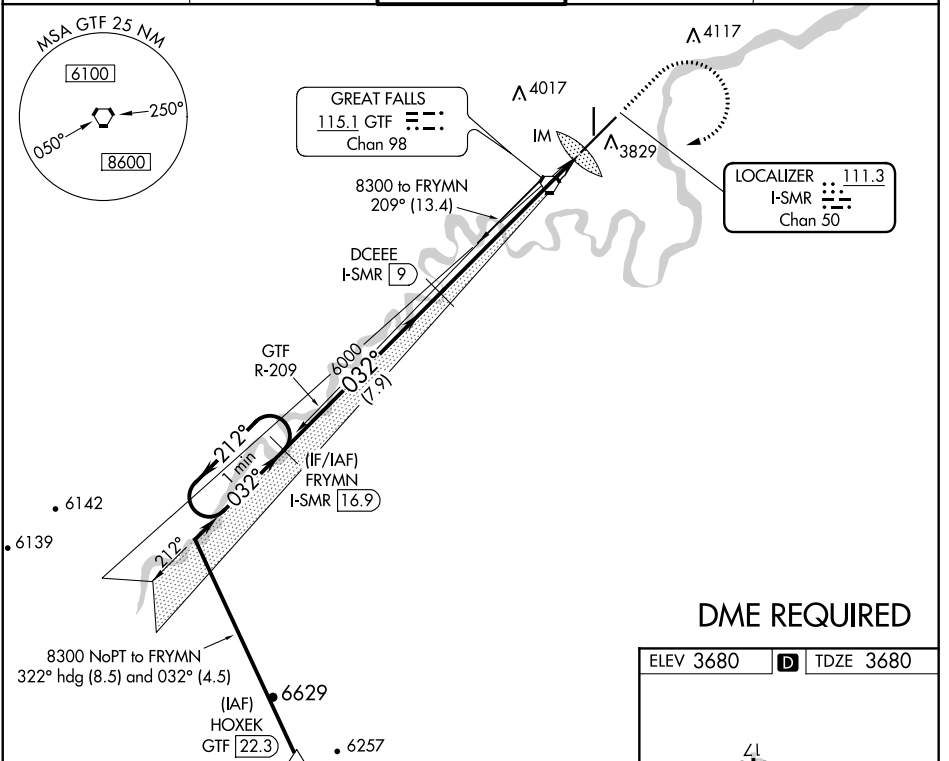 MSA GTF 25 NM
6100
250°
050°
8600
4117
4017
GREAT FALLS
115.1 GTF
Chan 98
IM
3829
LOCALIZER 111.3
I-SMR
Chan 50
8300 to FRYMN
209° (13.4)
DCEEE
I-SMR 9
GTF
R-209
6000
032°
(7.9)
212°
1 min
032°
(IF/IAF)
FRYMN
I-SMR 16.9
6142
6139
212°
8300 NoPT to FRYMN
322° hdg (8.5) and 032° (4.5)
6629
(IAF)
HOXEK
GTF 22.3
6257
DME REQUIRED
ELEV 3680 D TDZE 3680
17